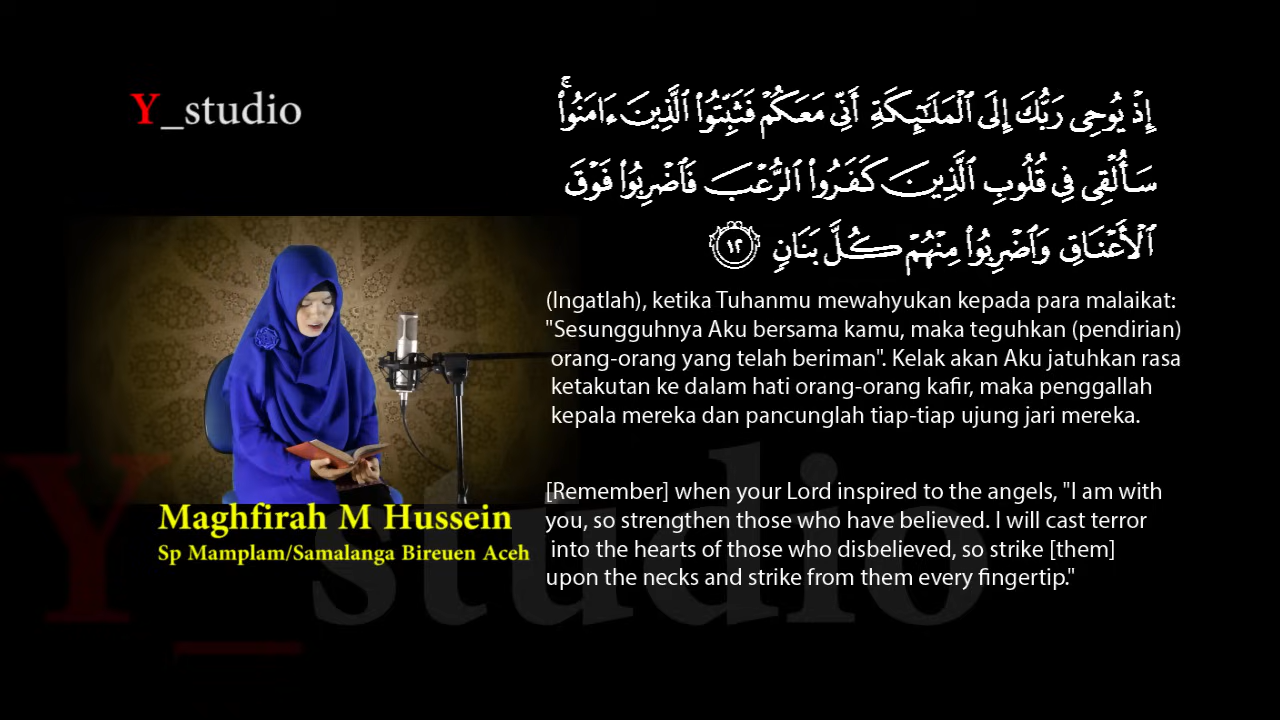 Y_studio
إِذْ يُوحِى رَبُّكَ إِلَى ٱلْمَلَـٰٓئِكَةِ أَنِّى مَعَكُمْ فَثَبِّتُوا۟ ٱلَّذِينَ ءَامَنُوا۟ ۚ
سَأُلْقِى فِى قُلُوبِ ٱلَّذِينَ كَفَرُوا۟ ٱلرُّعْبَ فَٱضْرِبُوا۟ فَوْقَ
ٱلْأَعْنَاقِ وَٱضْرِبُوا۟ مِنْهُمْ كُلَّ بَنَانٍ ١٢
(Ingatlah), ketika Tuhanmu mewahyukan kepada para malaikat:
"Sesungguhnya Aku bersama kamu, maka teguhkan (pendirian)
orang-orang yang telah beriman". Kelak akan Aku jatuhkan rasa
ketakutan ke dalam hati orang-orang kafir, maka penggallah
kepala mereka dan pancunglah tiap-tiap ujung jari mereka.
[Remember] when your Lord inspired to the angels, "I am with
you, so strengthen those who have believed. I will cast terror
into the hearts of those who disbelieved, so strike [them]
upon the necks and strike from them every fingertip."
Maghfirah M Hussein
Sp Mamplam/Samalanga Bireuen Aceh
Y_studio